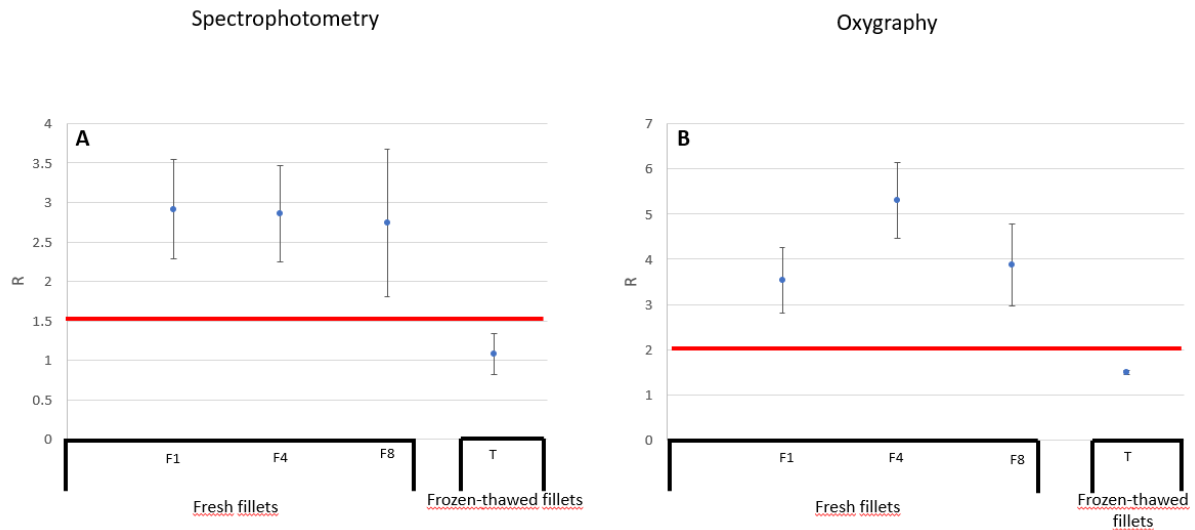 Spectrophotometry
Oxygraphy
A
4
3.5
3
2.5
2
1.5
1
0.5
0
R
F1
F4
F8
T
Fresh fillets
Frozen-thawed fillets
B
7
6
5
4
3
2
1
0
R
F1
F4
F8
T
Fresh fillets
Frozen-thawed
fillets